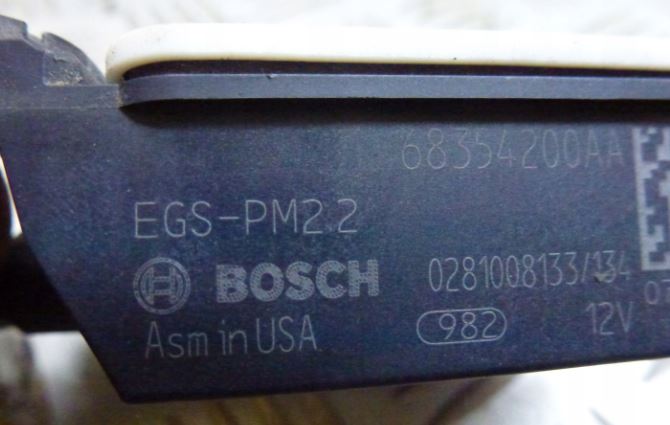 68354200AA
EGS-PM2.2
BOSCH 0281008133/134
982 12V
Asm in USA